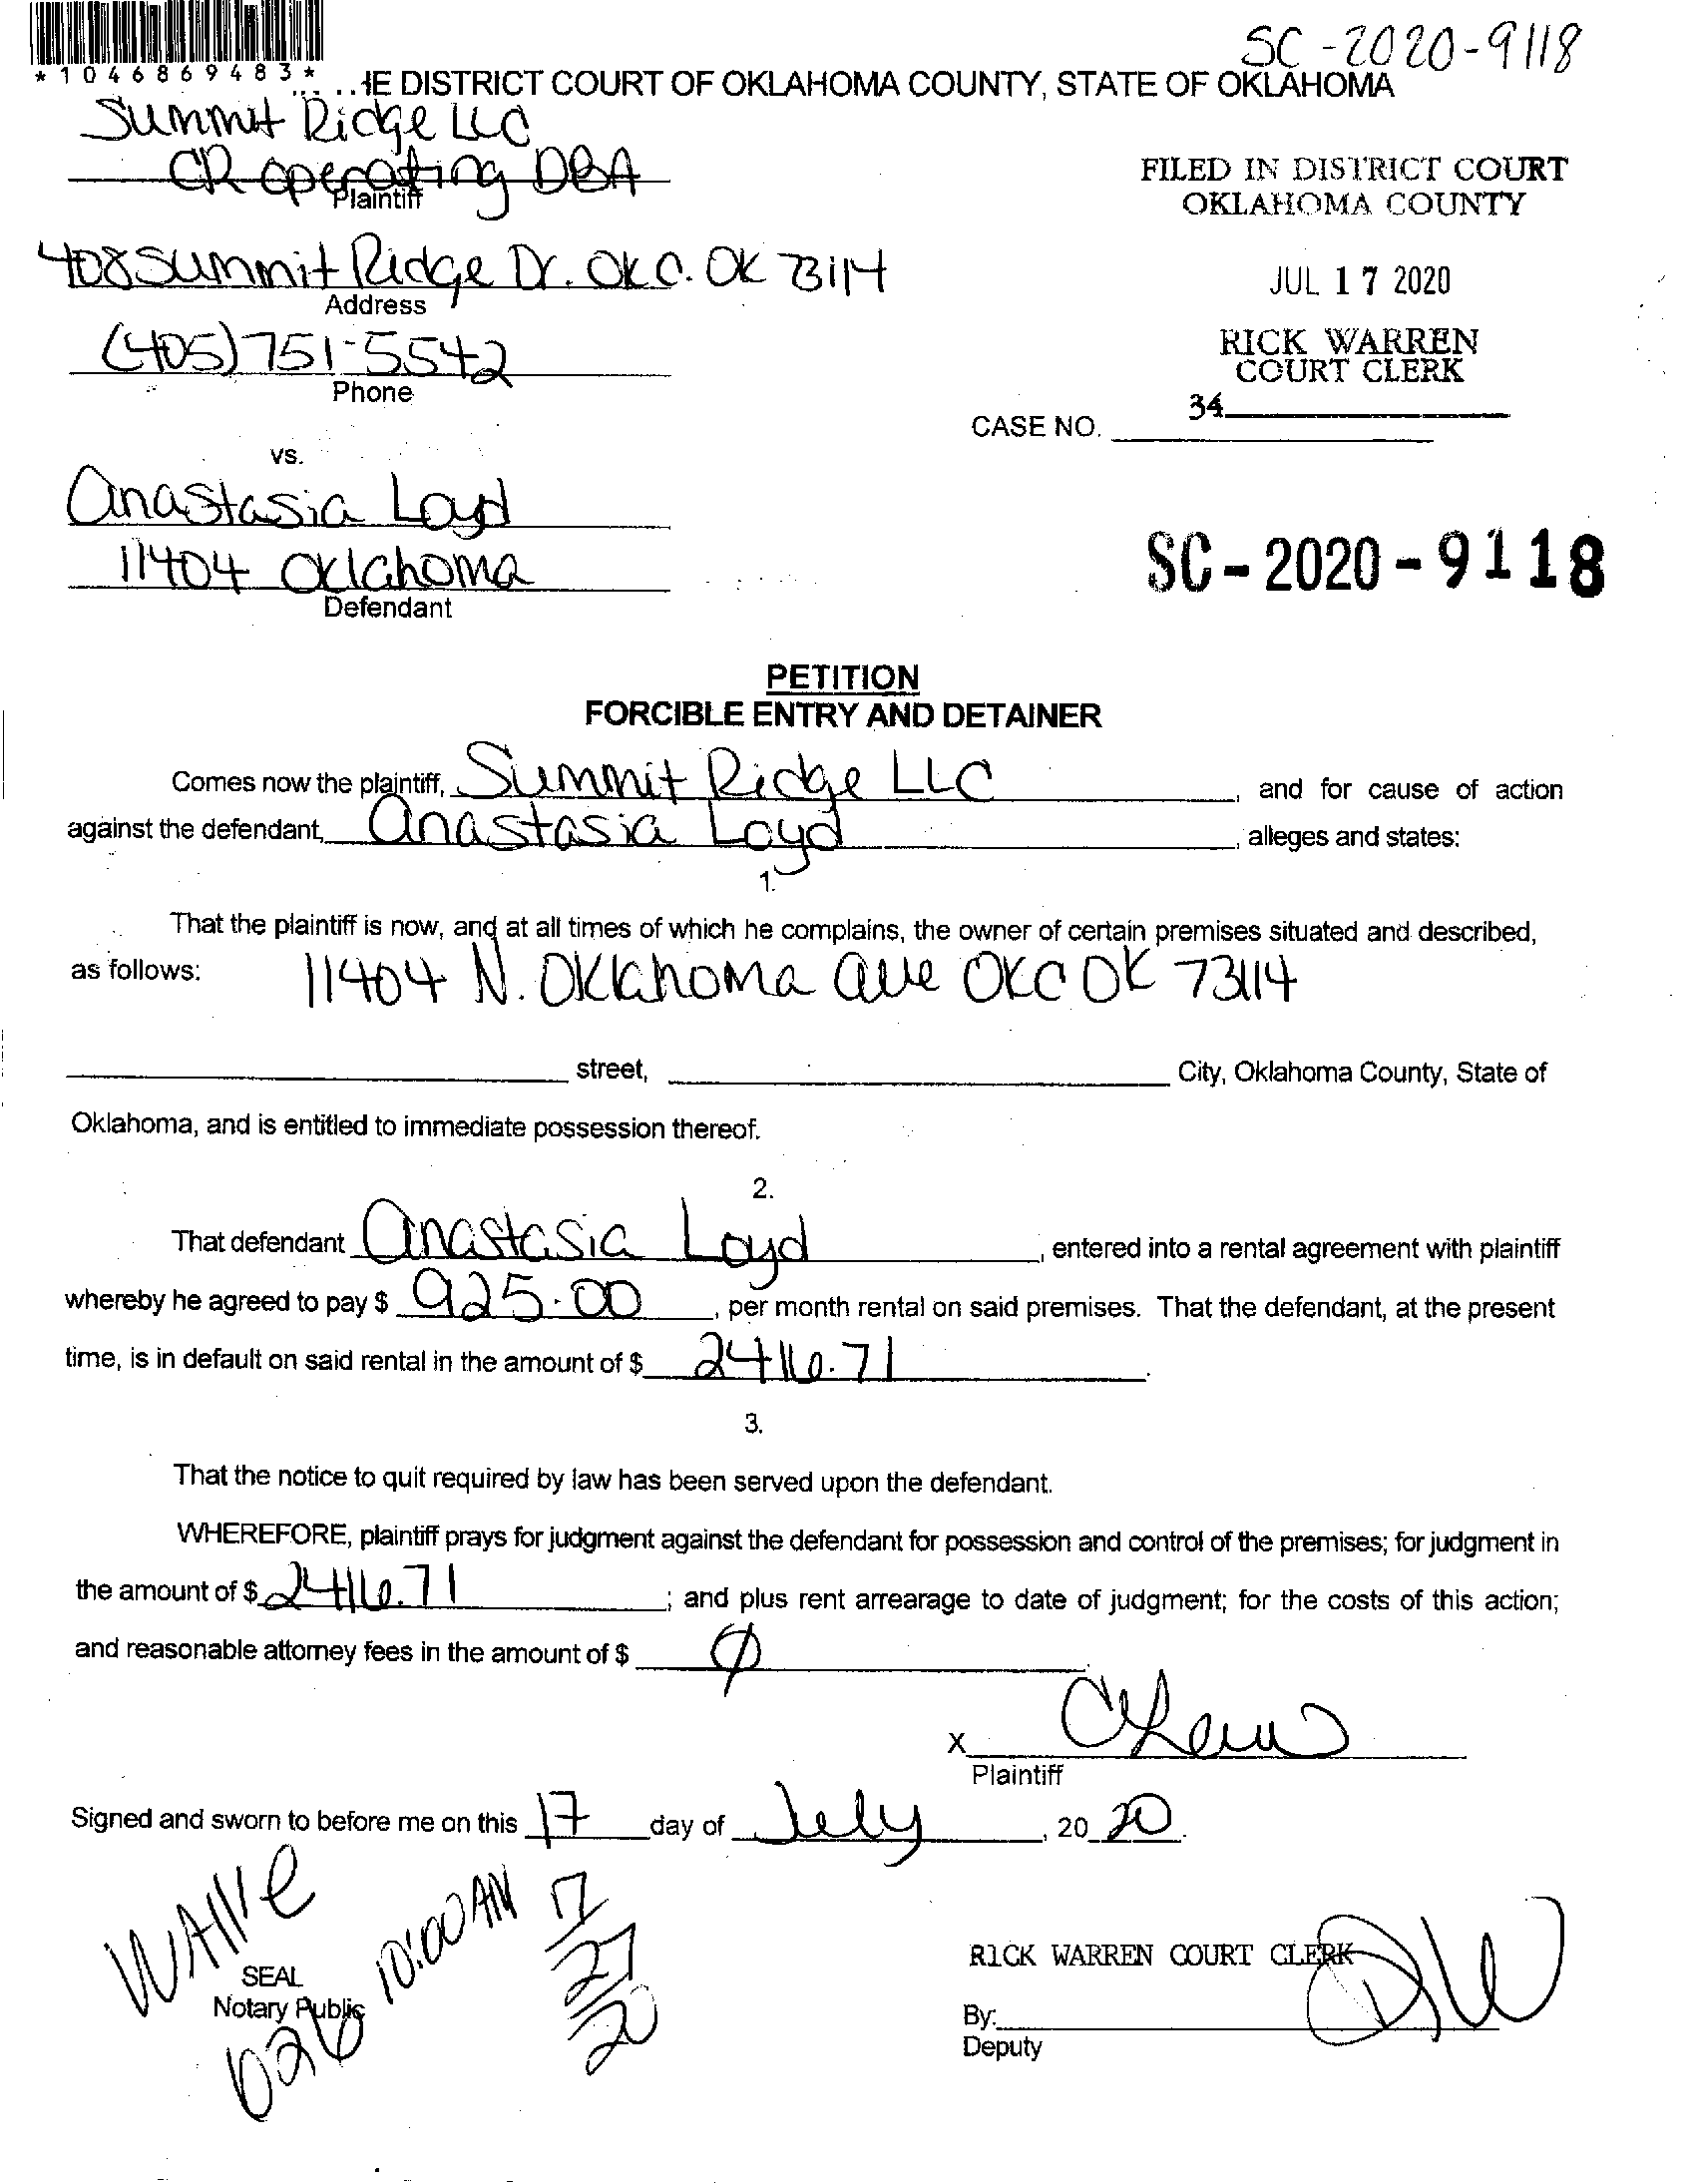 *1046869483*
SC-2020-9118
HE DISTRICT COURT OF OKLAHOMA COUNTY, STATE OF OKLAHOMA
Summit Ridge LLC
CR operating DBA
Plaintiff
FILED IN DISTRICT COURT
OKLAHOMA COUNTY
408 Summit Ridge Dr. OKC. OK 73114
Address
JUL 17 2020
(405) 751-5542
Phone
RICK WARREN
COURT CLERK
34
CASE NO.
vs.
Anastasia Loyd
11404 Oklahoma
Defendant
SC-2020-9118
PETITION
FORCIBLE ENTRY AND DETAINER
Comes now the plaintiff, Summit Ridge LLC, and for cause of action
against the defendant, Anastasia Loyd, alleges and states:
1.
That the plaintiff is now, and at all times of which he complains, the owner of certain premises situated and described,
as follows: 11404 N. Oklahoma Ave OKC OK 73114
street, City, Oklahoma County, State of
Oklahoma, and is entitled to immediate possession thereof.
2.
That defendant Anastasia Loyd, entered into a rental agreement with plaintiff
whereby he agreed to pay $ 925.00, per month rental on said premises. That the defendant, at the present
time, is in default on said rental in the amount of $ 2416.71.
3.
That the notice to quit required by law has been served upon the defendant.
WHEREFORE, plaintiff prays for judgment against the defendant for possession and control of the premises; for judgment in
the amount of $ 2416.71; and plus rent arrearage to date of judgment; for the costs of this action;
and reasonable attorney fees in the amount of $ 0
X
Plaintiff
Signed and sworn to before me on this 17 day of July, 20 20.
WAIVE
10:00 AM
SEAL
Notary Public
RICK WARREN COURT CLERK
By:
Deputy